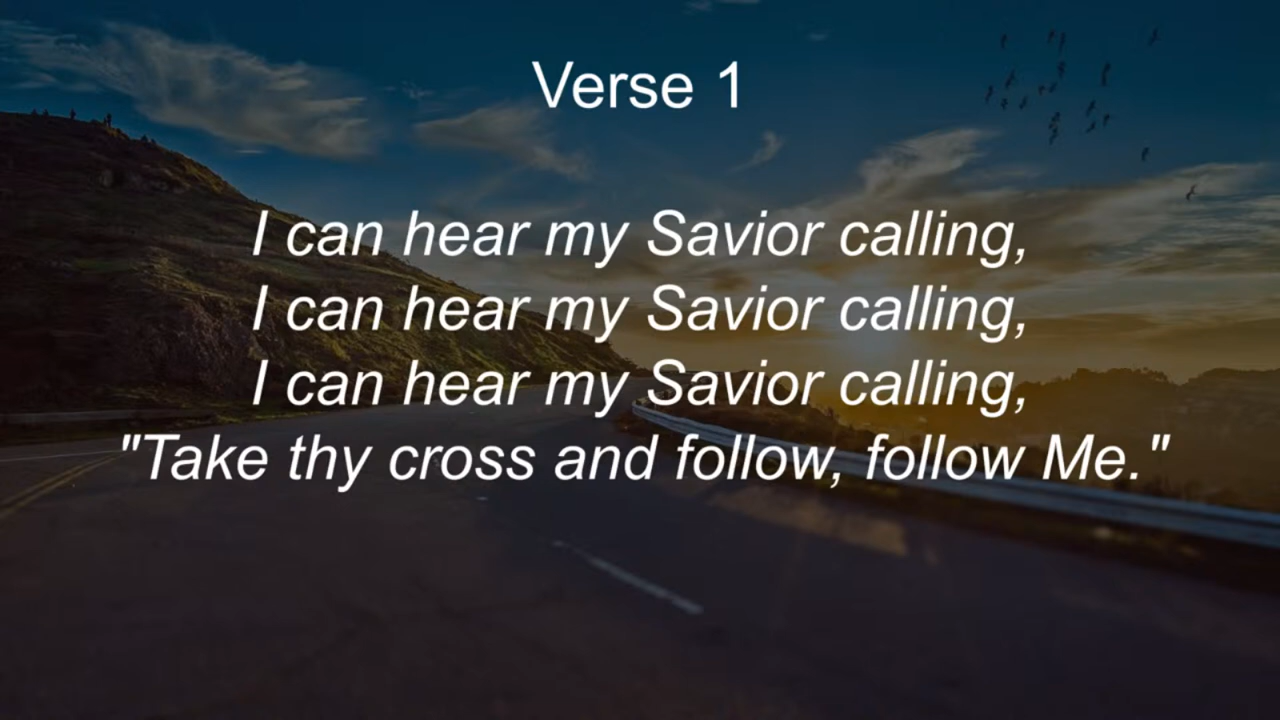 Verse 1
I can hear my Savior calling,
I can hear my Savior calling,
I can hear my Savior calling,
"Take thy cross and follow, follow Me."